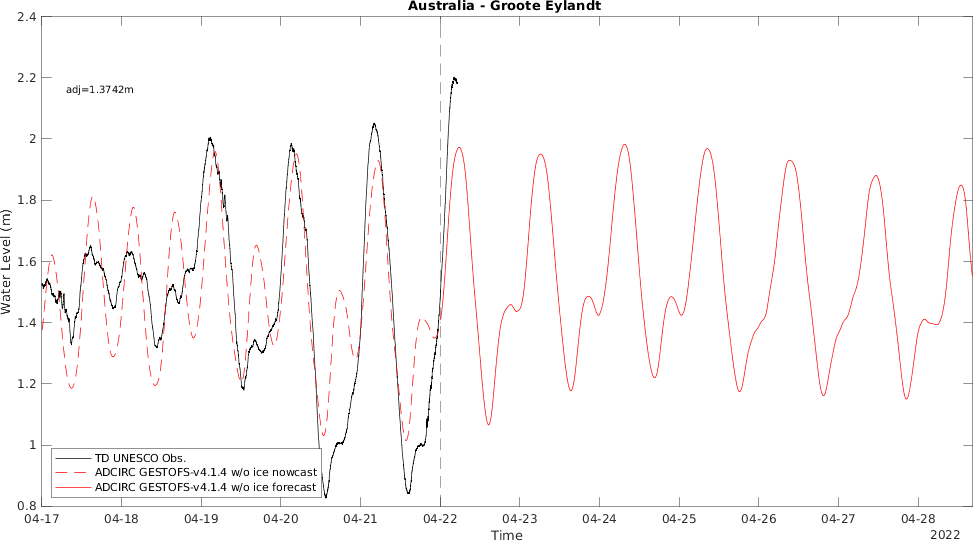 Australia - Groote Eylandt
2.4
2.2
adj=1.3742m
2
1.8
1.6
1.4
1.2
1
0.8
Water Level (m)
TD UNESCO Obs.
ADCIRC GESTOFS-v4.1.4 w/o ice nowcast
ADCIRC GESTOFS-v4.1.4 w/o ice forecast
04-17 04-18 04-19 04-20 04-21 04-22 04-23 04-24 04-25 04-26 04-27 04-28
Time
2022